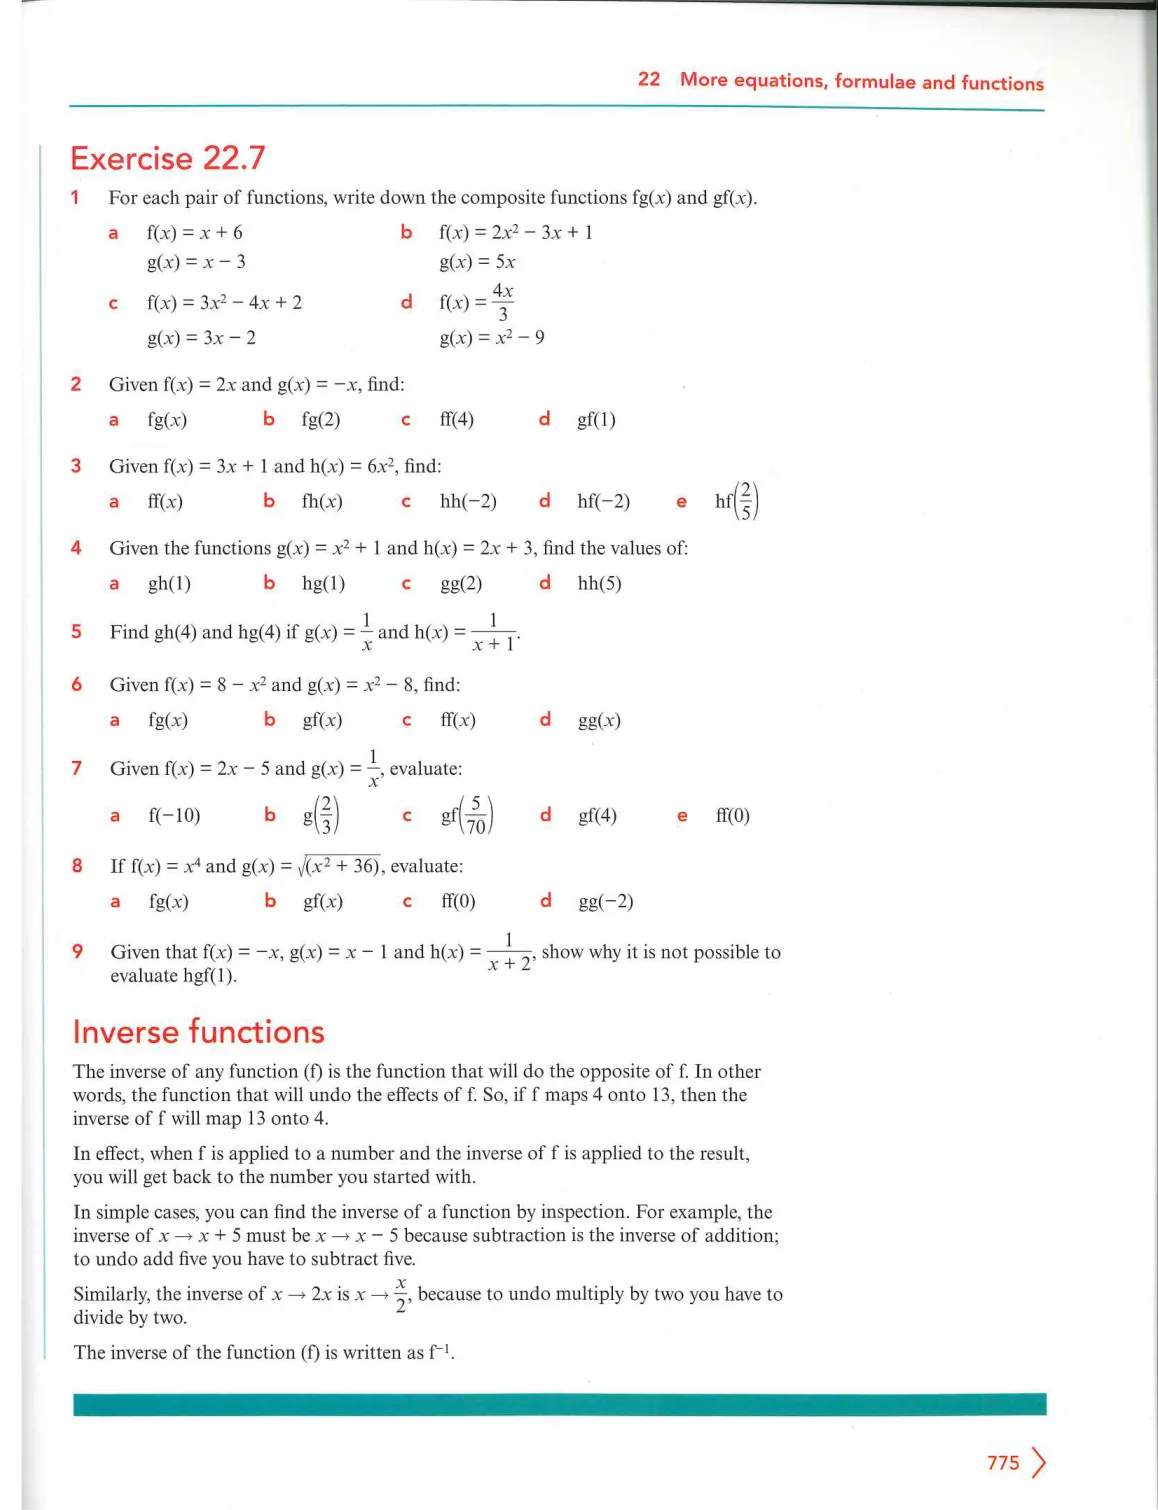 22 More equations, formulae and functions
Exercise 22.7
1 For each pair of functions, write down the composite functions fg(x) and gf(x).
a f(x) = x + 6 b f(x) = 2x² − 3x + 1
g(x) = x − 3 g(x) = 5x
c f(x) = 3x² − 4x + 2 d f(x) = 4x/3
g(x) = 3x − 2 g(x) = x² − 9
2 Given f(x) = 2x and g(x) = −x, find:
a fg(x) b fg(2) c ff(4) d gf(1)
3 Given f(x) = 3x + 1 and h(x) = 6x², find:
a ff(x) b fh(x) c hh(−2) d hf(−2) e hf(2/5)
4 Given the functions g(x) = x² + 1 and h(x) = 2x + 3, find the values of:
a gh(1) b hg(1) c gg(2) d hh(5)
5 Find gh(4) and hg(4) if g(x) = 1/x and h(x) = 1/(x + 1).
6 Given f(x) = 8 − x² and g(x) = x² − 8, find:
a fg(x) b gf(x) c ff(x) d gg(x)
7 Given f(x) = 2x − 5 and g(x) = 1/x, evaluate:
a f(−10) b g(2/3) c gf(5/70) d gf(4) e ff(0)
8 If f(x) = x⁴ and g(x) = √(x² + 36), evaluate:
a fg(x) b gf(x) c ff(0) d gg(−2)
9 Given that f(x) = −x, g(x) = x − 1 and h(x) = 1/(x + 2), show why it is not possible to
evaluate hgf(1).
Inverse functions
The inverse of any function (f) is the function that will do the opposite of f. In other
words, the function that will undo the effects of f. So, if f maps 4 onto 13, then the
inverse of f will map 13 onto 4.
In effect, when f is applied to a number and the inverse of f is applied to the result,
you will get back to the number you started with.
In simple cases, you can find the inverse of a function by inspection. For example, the
inverse of x → x + 5 must be x → x − 5 because subtraction is the inverse of addition;
to undo add five you have to subtract five.
Similarly, the inverse of x → 2x is x → x/2, because to undo multiply by two you have to
divide by two.
The inverse of the function (f) is written as f⁻¹.
775 〉